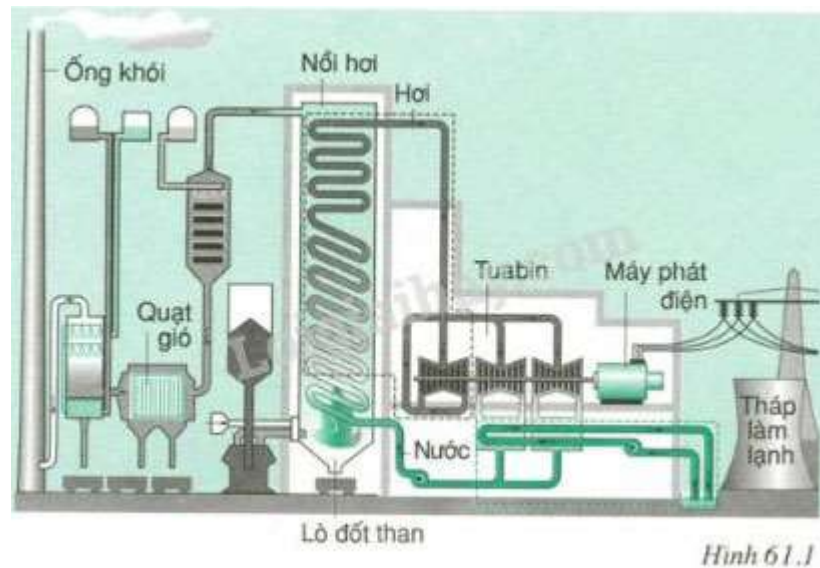 Ống khói
Nồi hơi
Hơi
Quạt
gió
Tuabin
Máy phát
điện
Nước
Tháp
làm
lạnh
Lò đốt than
Hình 61.1